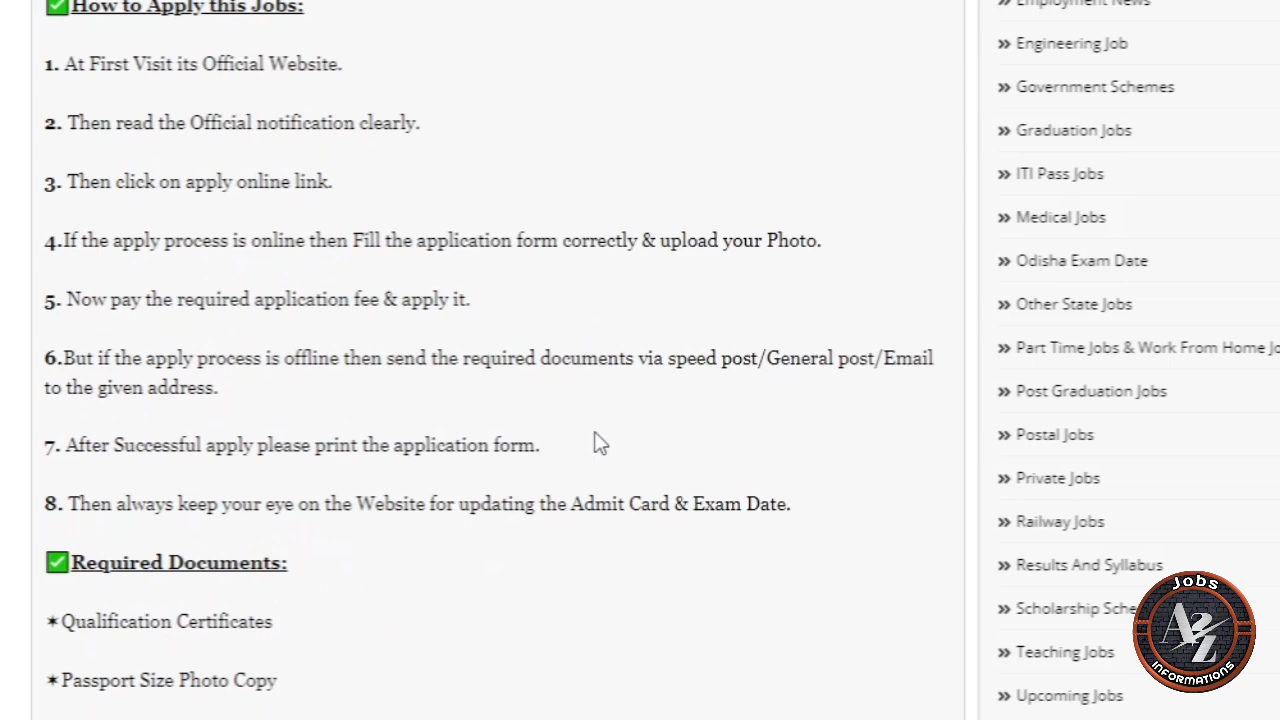 ✅How to Apply this Jobs:
1. At First Visit its Official Website.
2. Then read the Official notification clearly.
3. Then click on apply online link.
4.If the apply process is online then Fill the application form correctly & upload your Photo.
5. Now pay the required application fee & apply it.
6.But if the apply process is offline then send the required documents via speed post/General post/Email
to the given address.
7. After Successful apply please print the application form.
8. Then always keep your eye on the Website for updating the Admit Card & Exam Date.
✅Required Documents:
✶Qualification Certificates
✶Passport Size Photo Copy
» Employment News
» Engineering Job
» Government Schemes
» Graduation Jobs
» ITI Pass Jobs
» Medical Jobs
» Odisha Exam Date
» Other State Jobs
» Part Time Jobs & Work From Home Jo
» Post Graduation Jobs
» Postal Jobs
» Private Jobs
» Railway Jobs
» Results And Syllabus
» Scholarship Sche
» Teaching Jobs
» Upcoming Jobs
Jobs
A2Z
INFORMATIONS